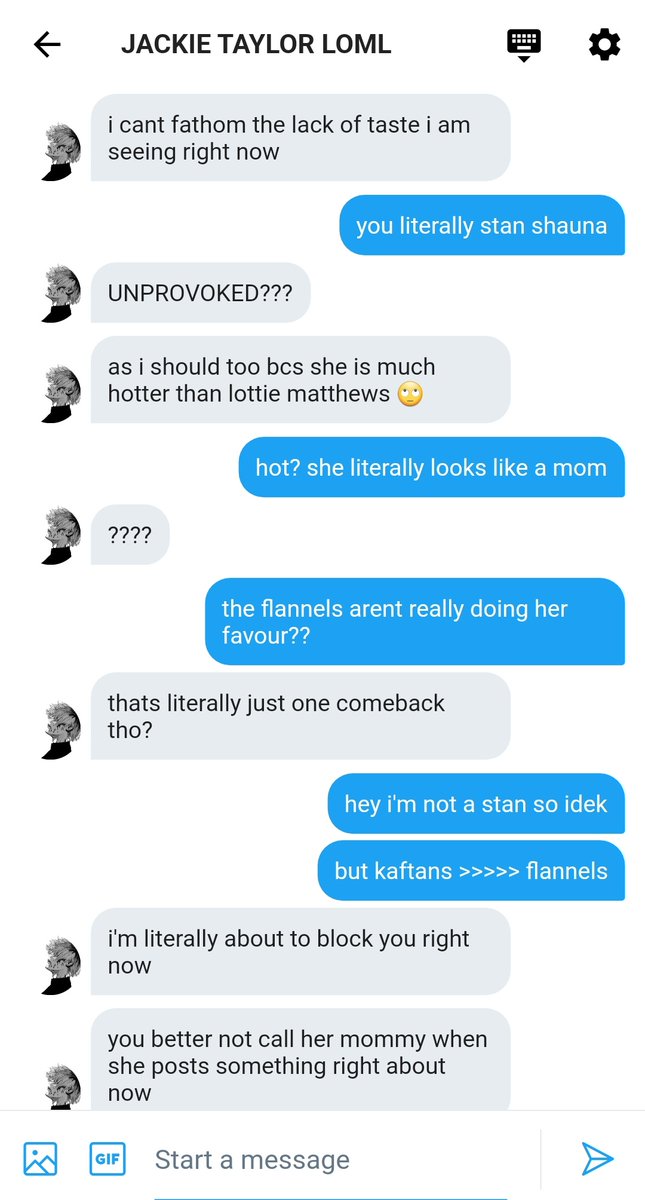 JACKIE TAYLOR LOML
i cant fathom the lack of taste i am
seeing right now
you literally stan shauna
UNPROVOKED???
as i should too bcs she is much
hotter than lottie matthews 🙄
hot? she literally looks like a mom
????
the flannels arent really doing her
favour??
thats literally just one comeback
tho?
hey i'm not a stan so idek
but kaftans >>>>> flannels
i'm literally about to block you right
now
you better not call her mommy when
she posts something right about
now
GIF
Start a message